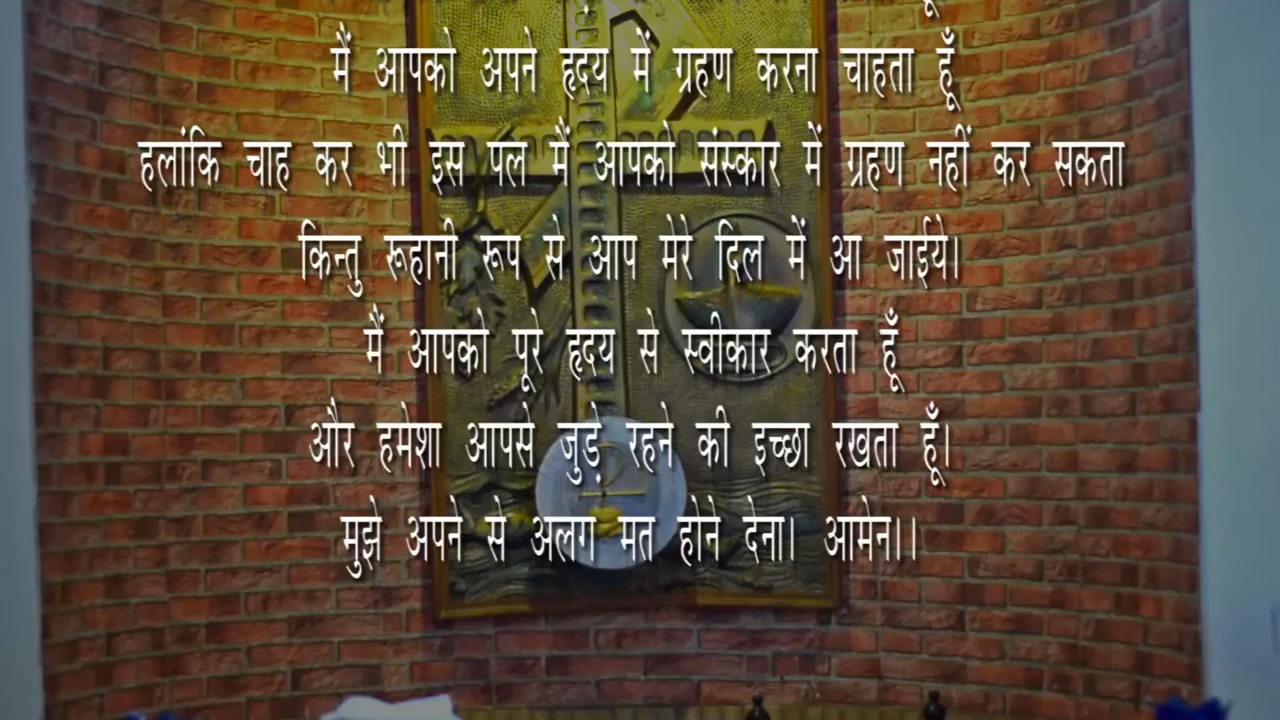 मैं आपको अपने हृदय में ग्रहण करना चाहता हूँ
हलांकि चाह कर भी इस पल मैं आपको संस्कार में ग्रहण नहीं कर सकता
किन्तु रूहानी रूप से आप मेरे दिल में आ जाईये।
मैं आपको पूरे हृदय से स्वीकार करता हूँ
और हमेशा आपसे जुड़े रहने की इच्छा रखता हूँ।
मुझे अपने से अलग मत होने देना। आमेन।।